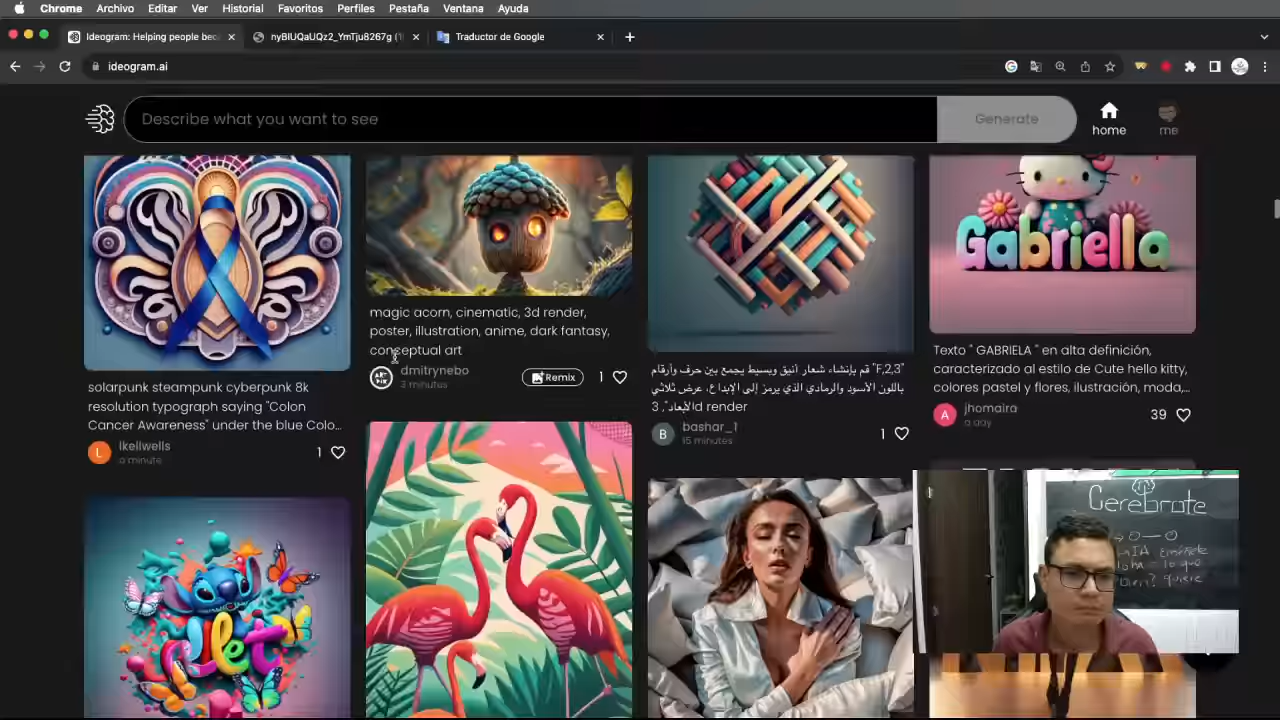 Chrome Archivo Editar Ver Historial Favoritos Perfiles Pestaña Ventana Ayuda
Ideogram: Helping people bec
nyBIUQaUQz2_YmTju8267g (1
Traductor de Google
ideogram.ai
Describe what you want to see
Generate
home
me
solarpunk steampunk cyberpunk 8k
resolution typograph saying "Colon
Cancer Awareness" under the blue Colo...
lkeilwells
a minute
1
magic acorn, cinematic, 3d render,
poster, illustration, anime, dark fantasy,
conceptual art
dmitrynebo
3 minutes
Remix
1
"F,2,3" قم بإنشاء شعار أنيق وبسيط يجمع بين حرف وأرقام
باللون الأسود والرمادي الذي يرمز إلى الإبداع، عرض ثلاثي
الأبعاد", 3d render
B
bashar_1
15 minutes
1
Gabriella
Texto " GABRIELA " en alta definición,
caracterizado al estilo de Cute hello kitty,
colores pastel y flores, ilustración, moda,...
A
jhomaira
a day
39
L
Cerebrate